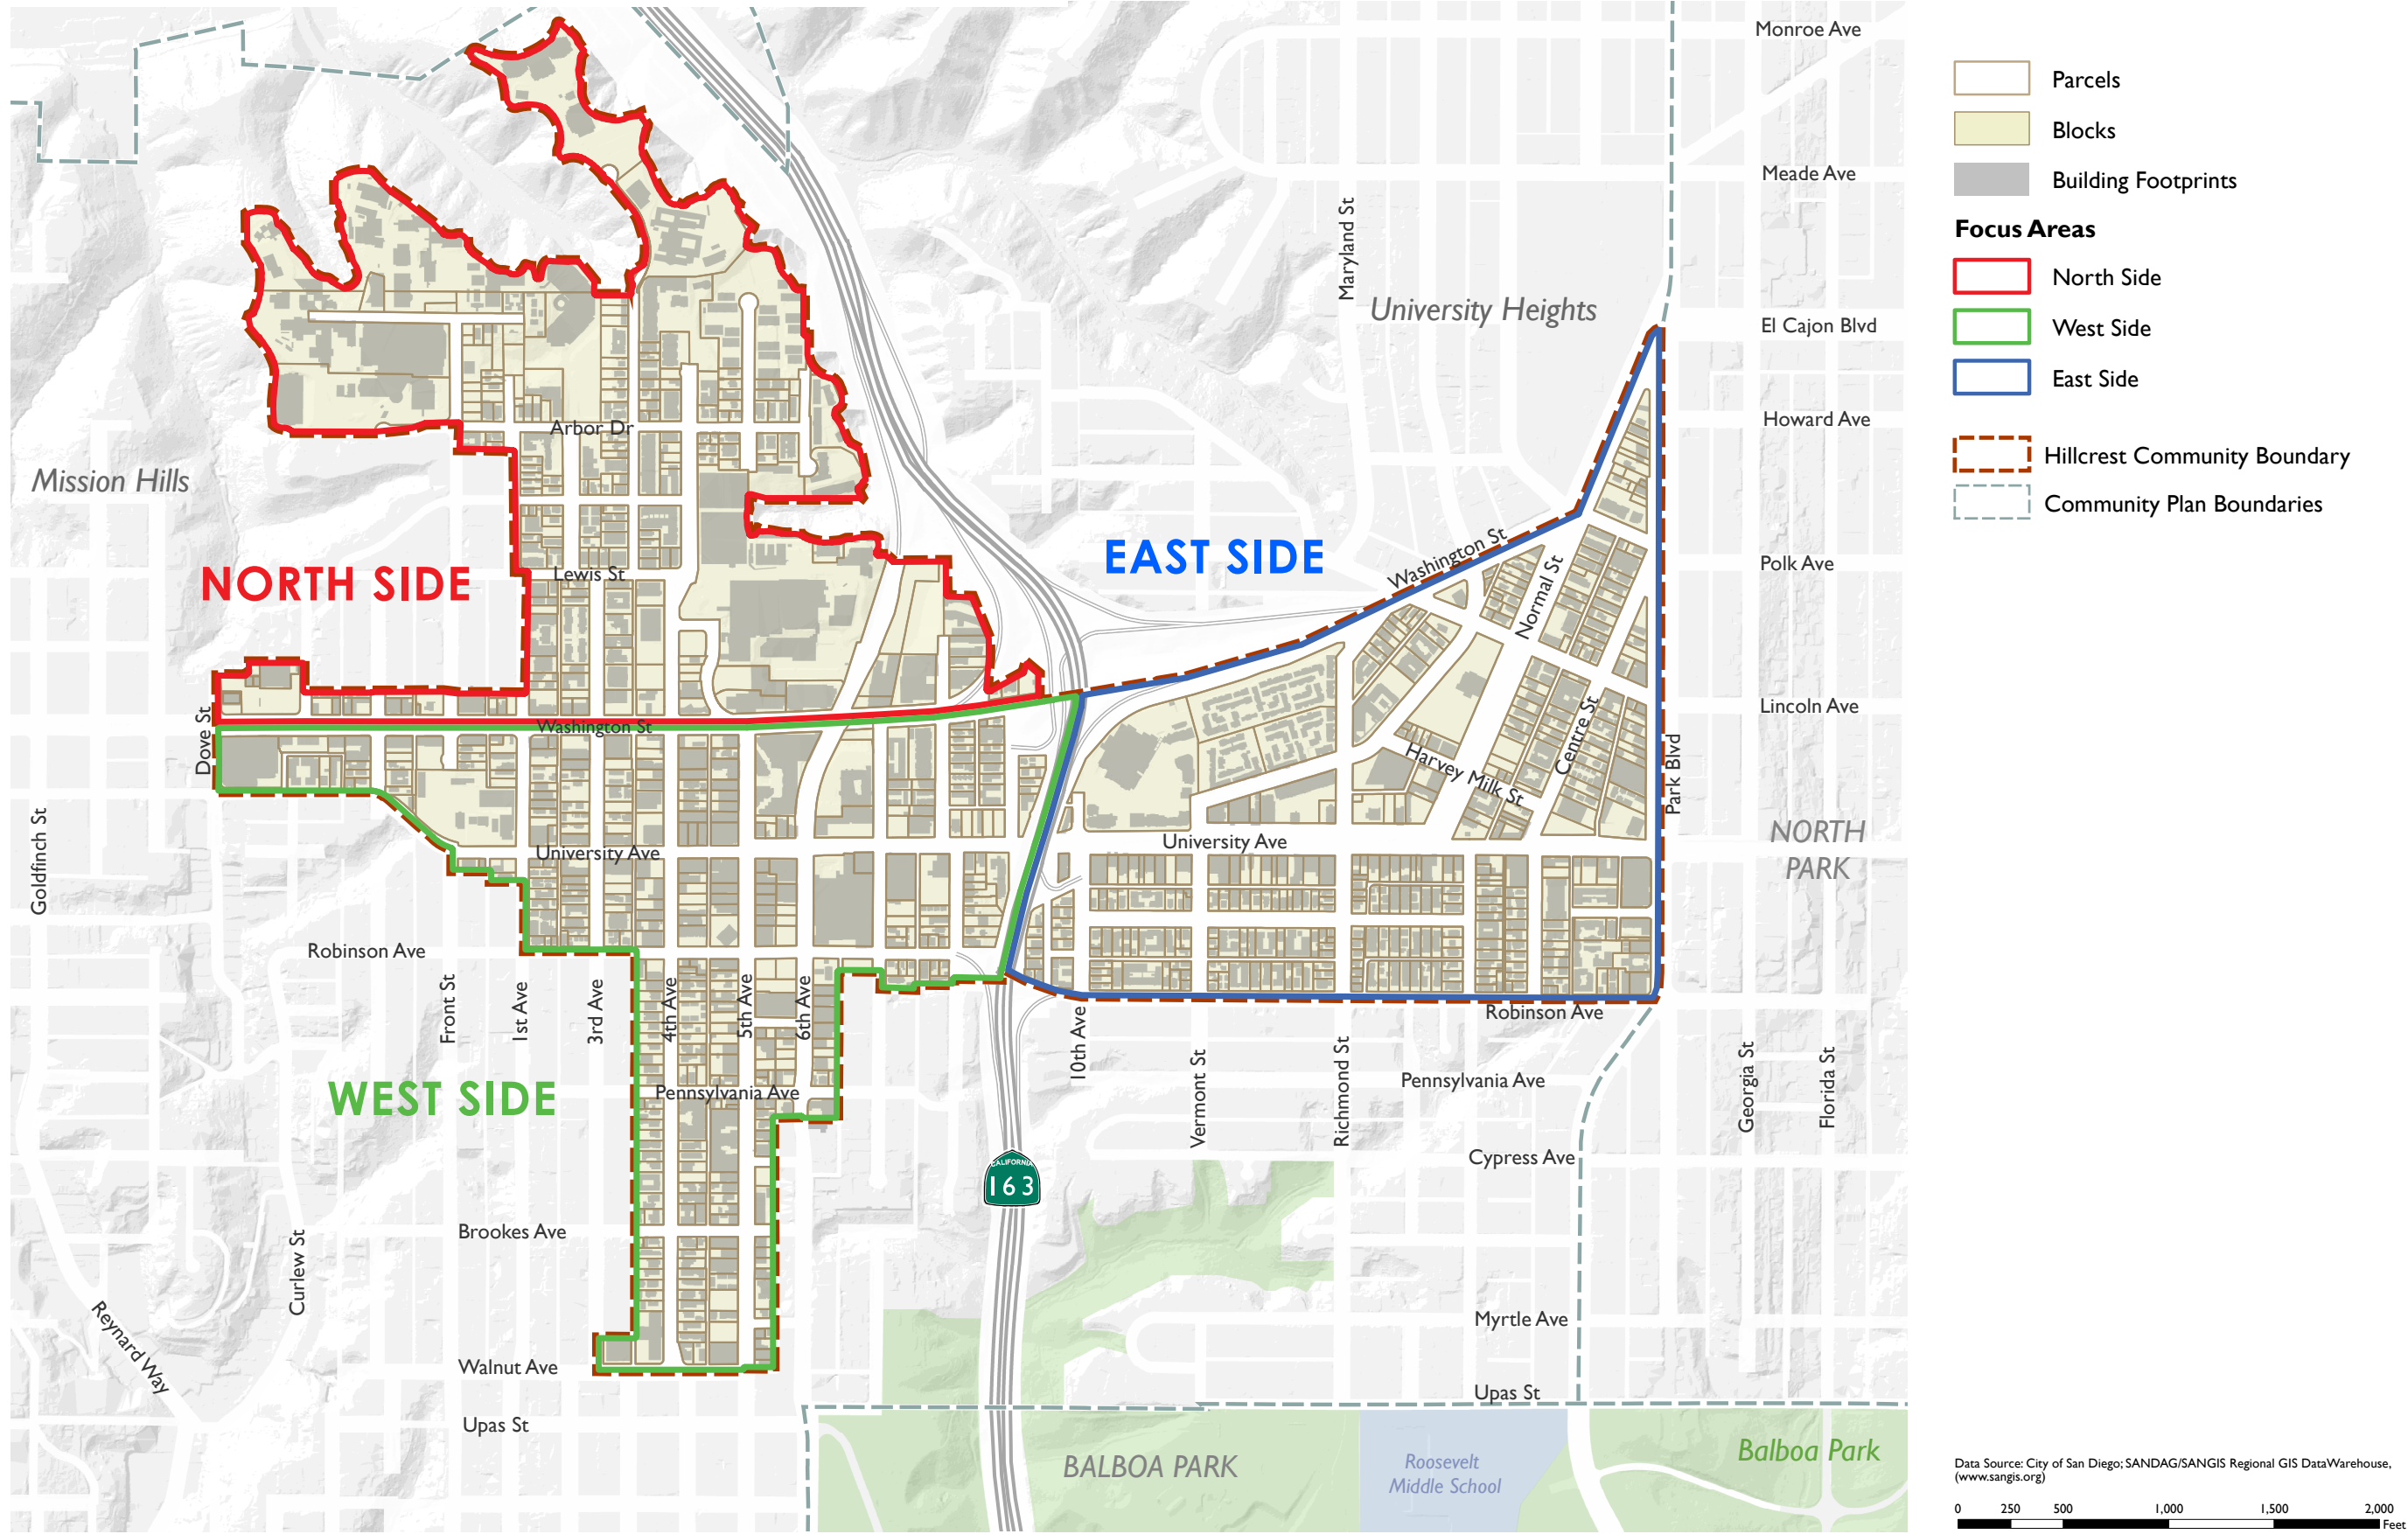 Monroe Ave
Meade Ave
Maryland St
University Heights
El Cajon Blvd
Howard Ave
Arbor Dr
Mission Hills
Washington St
EAST SIDE
Polk Ave
NORTH SIDE
Lewis St
Normal St
Lincoln Ave
Dove St
Washington St
Centre St
Harvey Milk St
Park Blvd
Goldfinch St
University Ave
University Ave
NORTH
PARK
Robinson Ave
Front St
1st Ave
3rd Ave
4th Ave
5th Ave
6th Ave
Robinson Ave
10th Ave
Vermont St
Richmond St
Georgia St
Florida St
WEST SIDE
Pennsylvania Ave
Pennsylvania Ave
Cypress Ave
CALIFORNIA
163
Brookes Ave
Curlew St
Reynard Way
Myrtle Ave
Walnut Ave
Upas St
Upas St
BALBOA PARK
Roosevelt
Middle School
Balboa Park
Parcels
Blocks
Building Footprints
Focus Areas
North Side
West Side
East Side
Hillcrest Community Boundary
Community Plan Boundaries
Data Source: City of San Diego; SANDAG/SANGIS Regional GIS DataWarehouse,
(www.sangis.org)
0 250 500 1,000 1,500 2,000
Feet